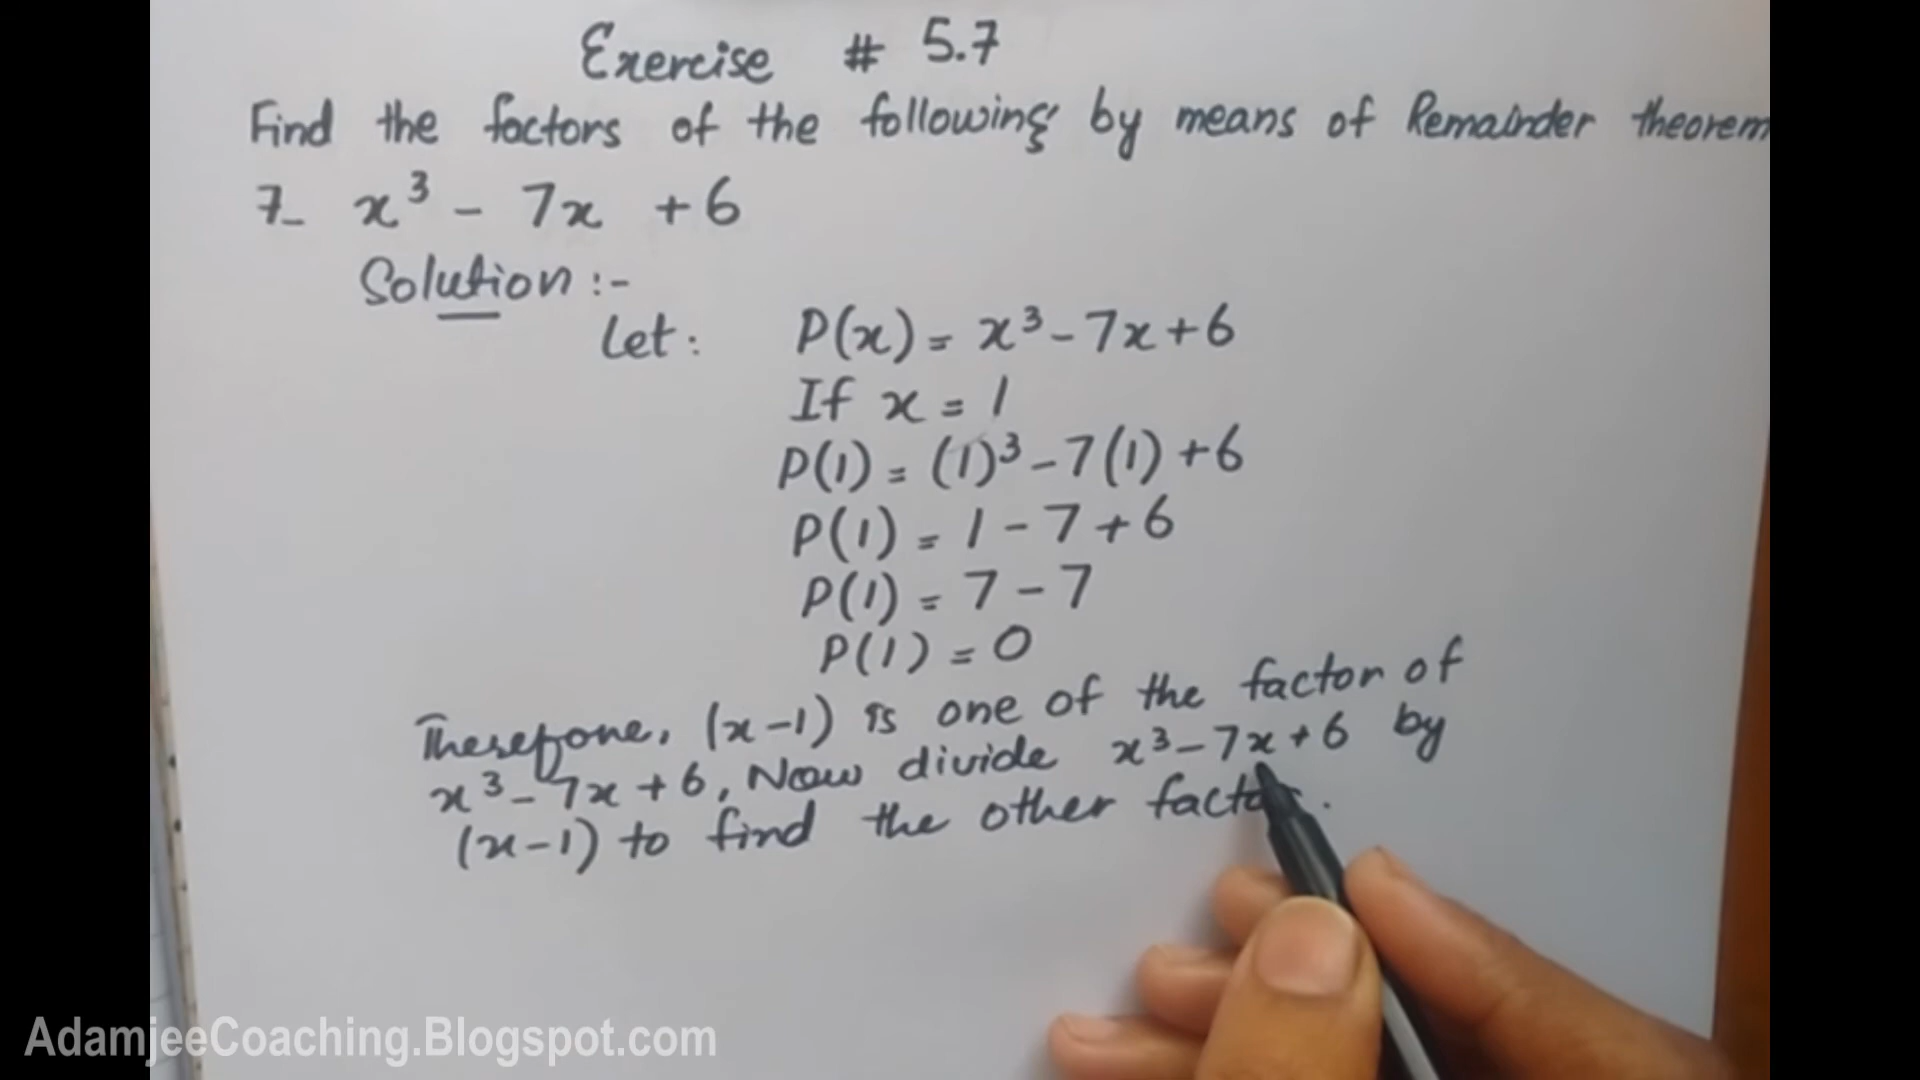 Exercise # 5.7
Find the factors of the following by means of Remainder theorem
7- x³ - 7x + 6
Solution :-
Let: P(x) = x³ - 7x + 6
If x = 1
P(1) = (1)³ - 7(1) + 6
P(1) = 1 - 7 + 6
P(1) = 7 - 7
P(1) = 0
Therefore, (x-1) is one of the factor of
x³ - 7x + 6, Now divide x³ - 7x + 6 by
(x-1) to find the other factor.
AdamjeeCoaching.Blogspot.com